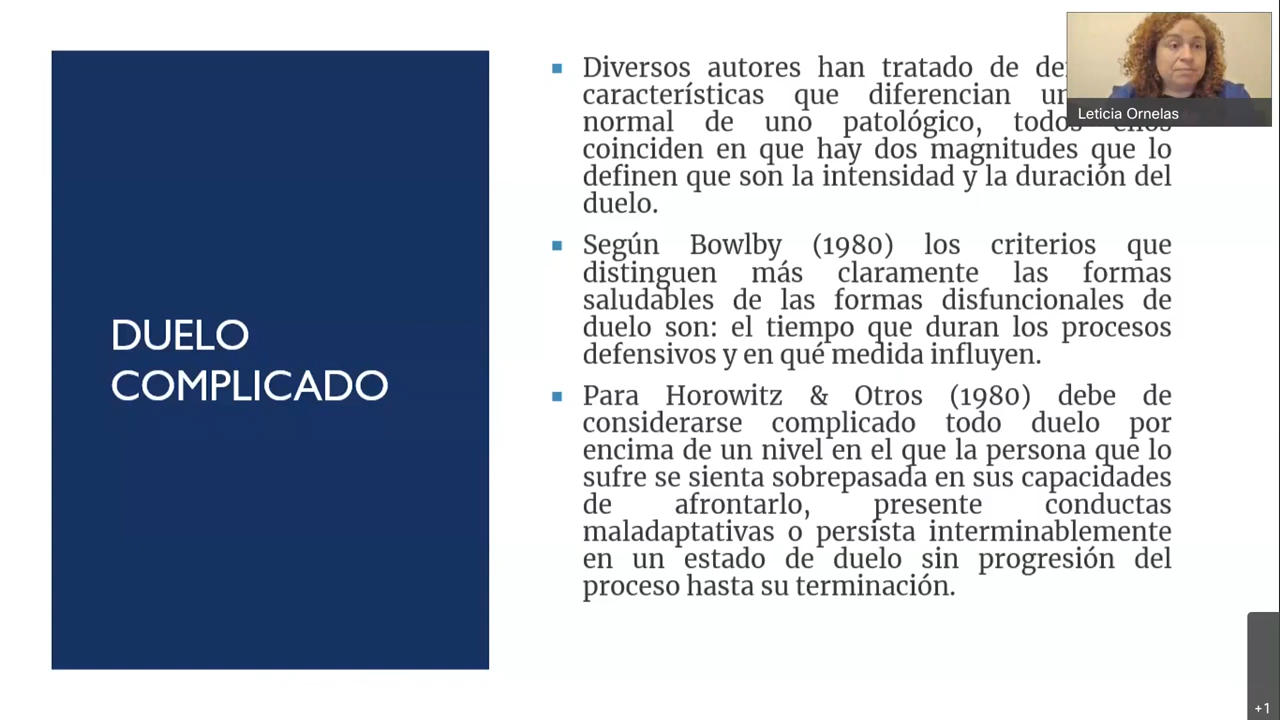 DUELO
COMPLICADO
Diversos autores han tratado de
características que diferencian
normal de uno patológico, todos ellos
coinciden en que hay dos magnitudes que lo
definen que son la intensidad y la duración del
duelo.
Según Bowlby (1980) los criterios que
distinguen más claramente las formas
saludables de las formas disfuncionales de
duelo son: el tiempo que duran los procesos
defensivos y en qué medida influyen.
Para Horowitz & Otros (1980) debe de
considerarse complicado todo duelo por
encima de un nivel en el que la persona que lo
sufre se sienta sobrepasada en sus capacidades
de afrontarlo, presente conductas
maladaptativas o persista interminablemente
en un estado de duelo sin progresión del
proceso hasta su terminación.
Leticia Ornelas
+1